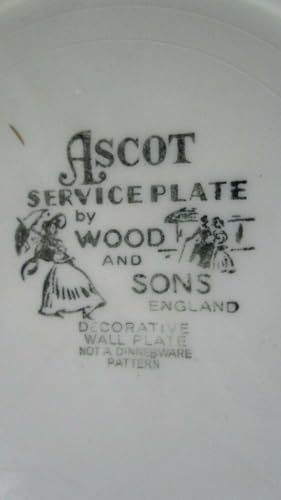 ASCOT
SERVICE PLATE
by
WOOD
AND
SONS
ENGLAND
DECORATIVE
WALL PLATE
NOT A DINNERWARE
PATTERN